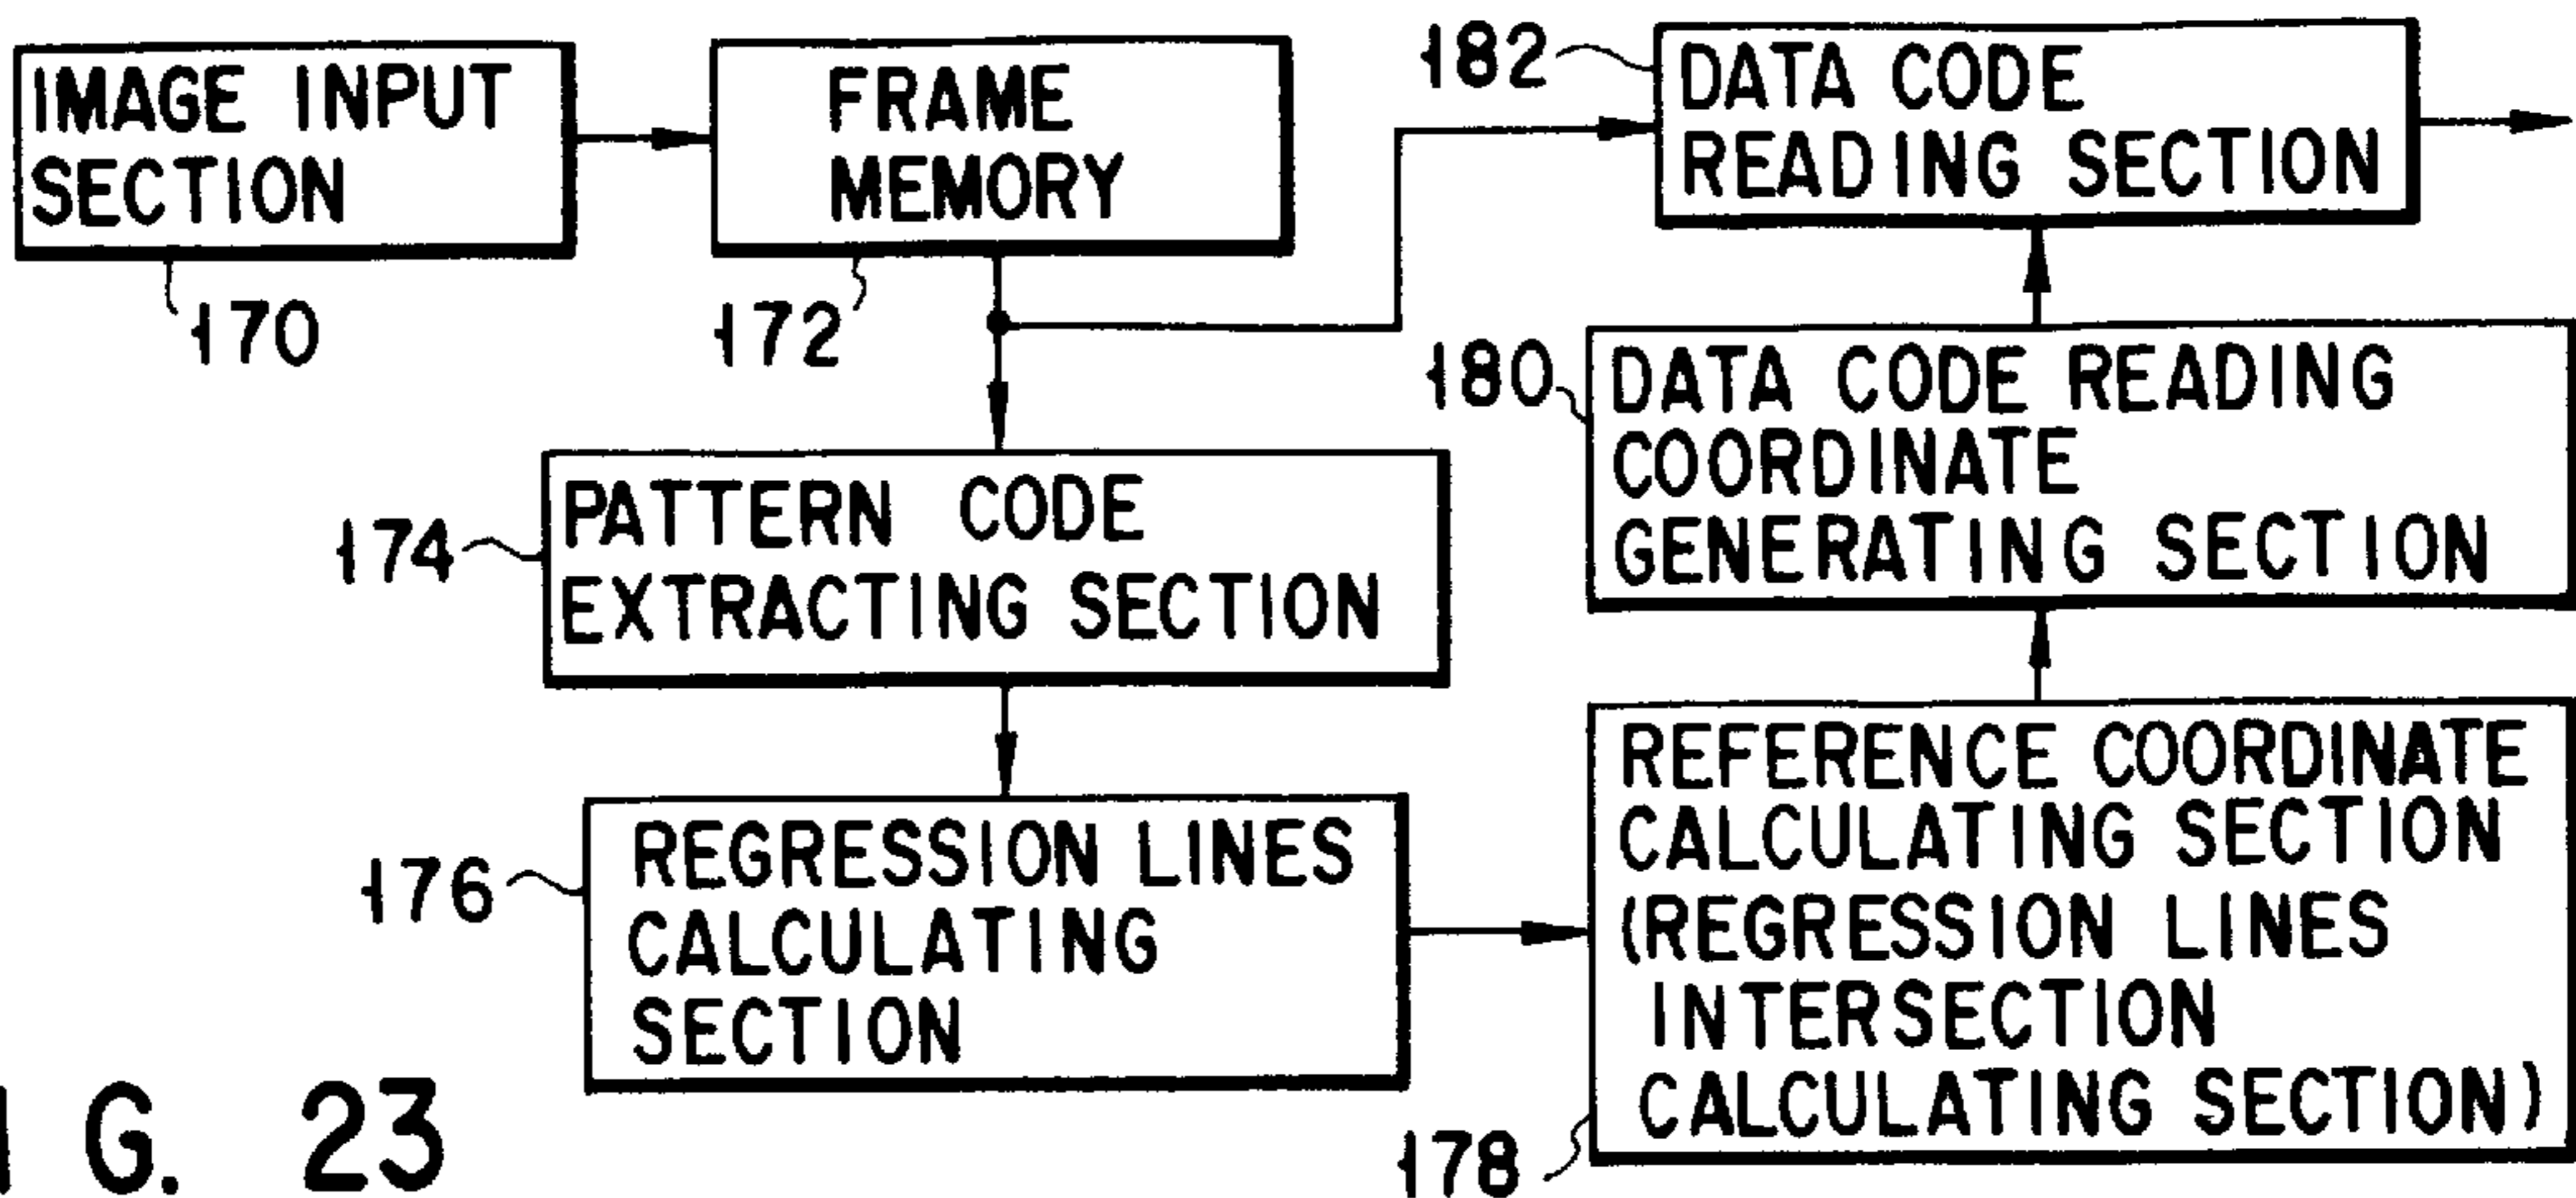 IMAGE INPUT
SECTION
170
FRAME
MEMORY
172
182
DATA CODE
READING SECTION
180
DATA CODE READING
COORDINATE
GENERATING SECTION
174
PATTERN CODE
EXTRACTING SECTION
176
REGRESSION LINES
CALCULATING
SECTION
REFERENCE COORDINATE
CALCULATING SECTION
(REGRESSION LINES
INTERSECTION
CALCULATING SECTION)
178
I G. 23